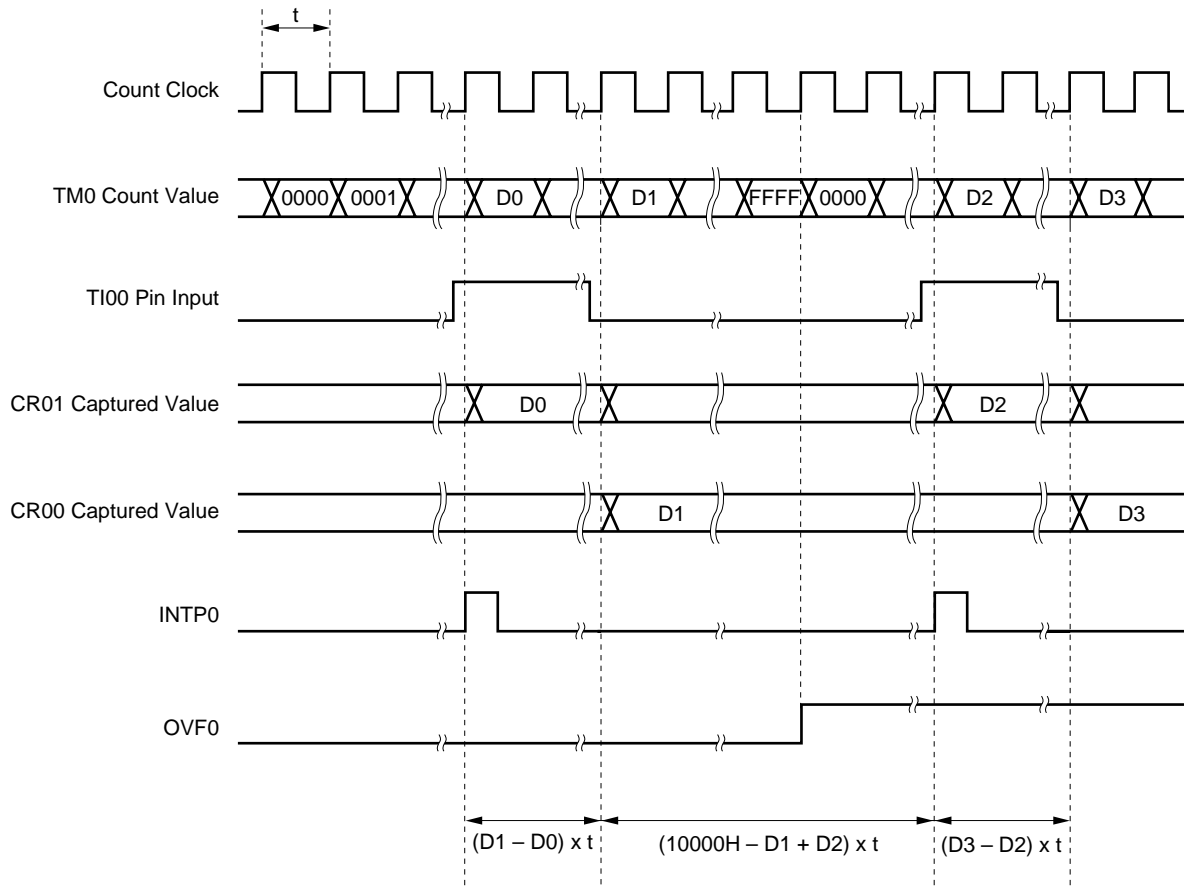 t
Count Clock
TM0 Count Value 0000 0001 D0 D1 FFFF 0000 D2 D3
TI00 Pin Input
CR01 Captured Value D0 D2
CR00 Captured Value D1 D3
INTP0
OVF0
(D1 – D0) x t (10000H – D1 + D2) x t (D3 – D2) x t